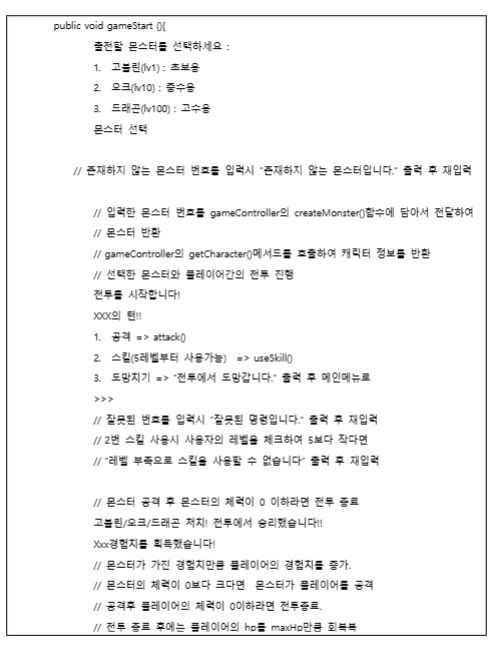 public void gameStart (){
출전할 몬스터를 선택하세요 :
1. 고블린(lv1) : 초보용
2. 오크(lv10) : 중수용
3. 드래곤(lv100) : 고수용
몬스터 선택
// 존재하지 않는 몬스터 번호를 입력시 "존재하지 않는 몬스터입니다." 출력 후 재입력
// 입력한 몬스터 번호를 gameController의 createMonster()함수에 담아서 전달하여
// 몬스터 반환
// gameController의 getCharacter()메서드를 호출하여 캐릭터 정보를 반환
// 선택한 몬스터와 플레이어간의 전투 진행
전투를 시작합니다!
XXX의 턴!!
1. 공격 => attack()
2. 스킬(5레벨부터 사용가능) => useSkill()
3. 도망치기 => "전투에서 도망갑니다." 출력 후 메인메뉴로
>>>
// 잘못된 번호를 입력시 "잘못된 명령입니다." 출력 후 재입력
// 2번 스킬 사용시 사용자의 레벨을 체크하여 5보다 작다면
// "레벨 부족으로 스킬을 사용할 수 없습니다" 출력 후 재입력
// 몬스터 공격 후 몬스터의 체력이 0 이하라면 전투 종료
고블린/오크/드래곤 처치! 전투에서 승리했습니다!!
Xxx경험치를 획득했습니다!
// 몬스터가 가진 경험치만큼 플레이어의 경험치를 증가.
// 몬스터의 체력이 0보다 크다면 몬스터가 플레이어를 공격
// 공격후 플레이어의 체력이 0이하라면 전투종료.
// 전투 종료 후에는 플레이어의 hp를 maxHp만큼 회복복